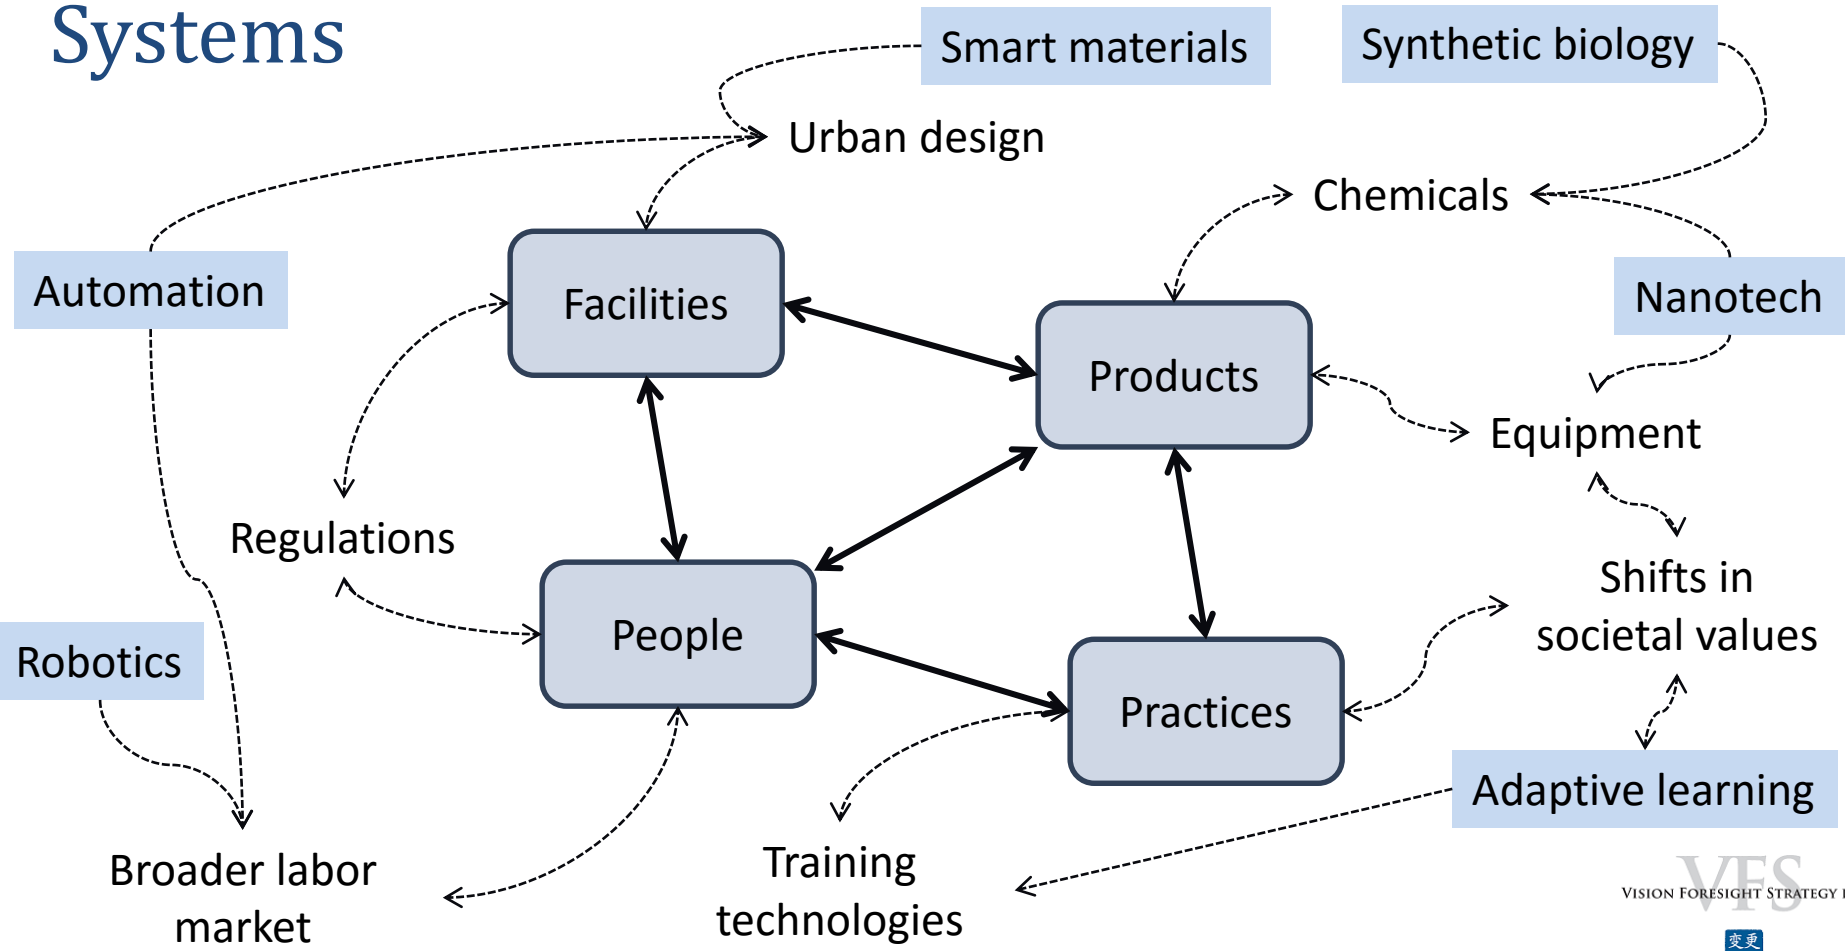 Systems
Smart materials
Synthetic biology
Urban design
Chemicals
Automation
Facilities
Nanotech
Products
Equipment
Regulations
Shifts in
societal values
People
Robotics
Practices
Adaptive learning
Broader labor
market
Training
technologies
VFS
VISION FORESIGHT STRATEGY
変更